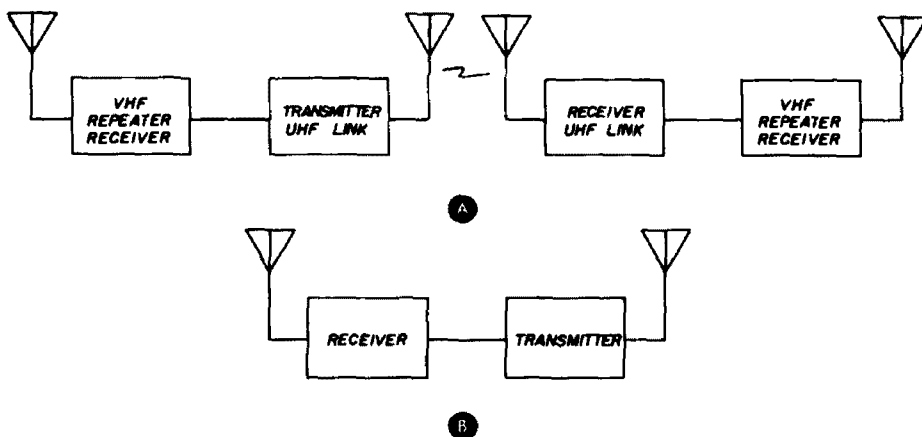 VHF
REPEATER
RECEIVER
TRANSMITTER
UHF LINK
RECEIVER
UHF LINK
VHF
REPEATER
RECEIVER
A
RECEIVER
TRANSMITTER
B